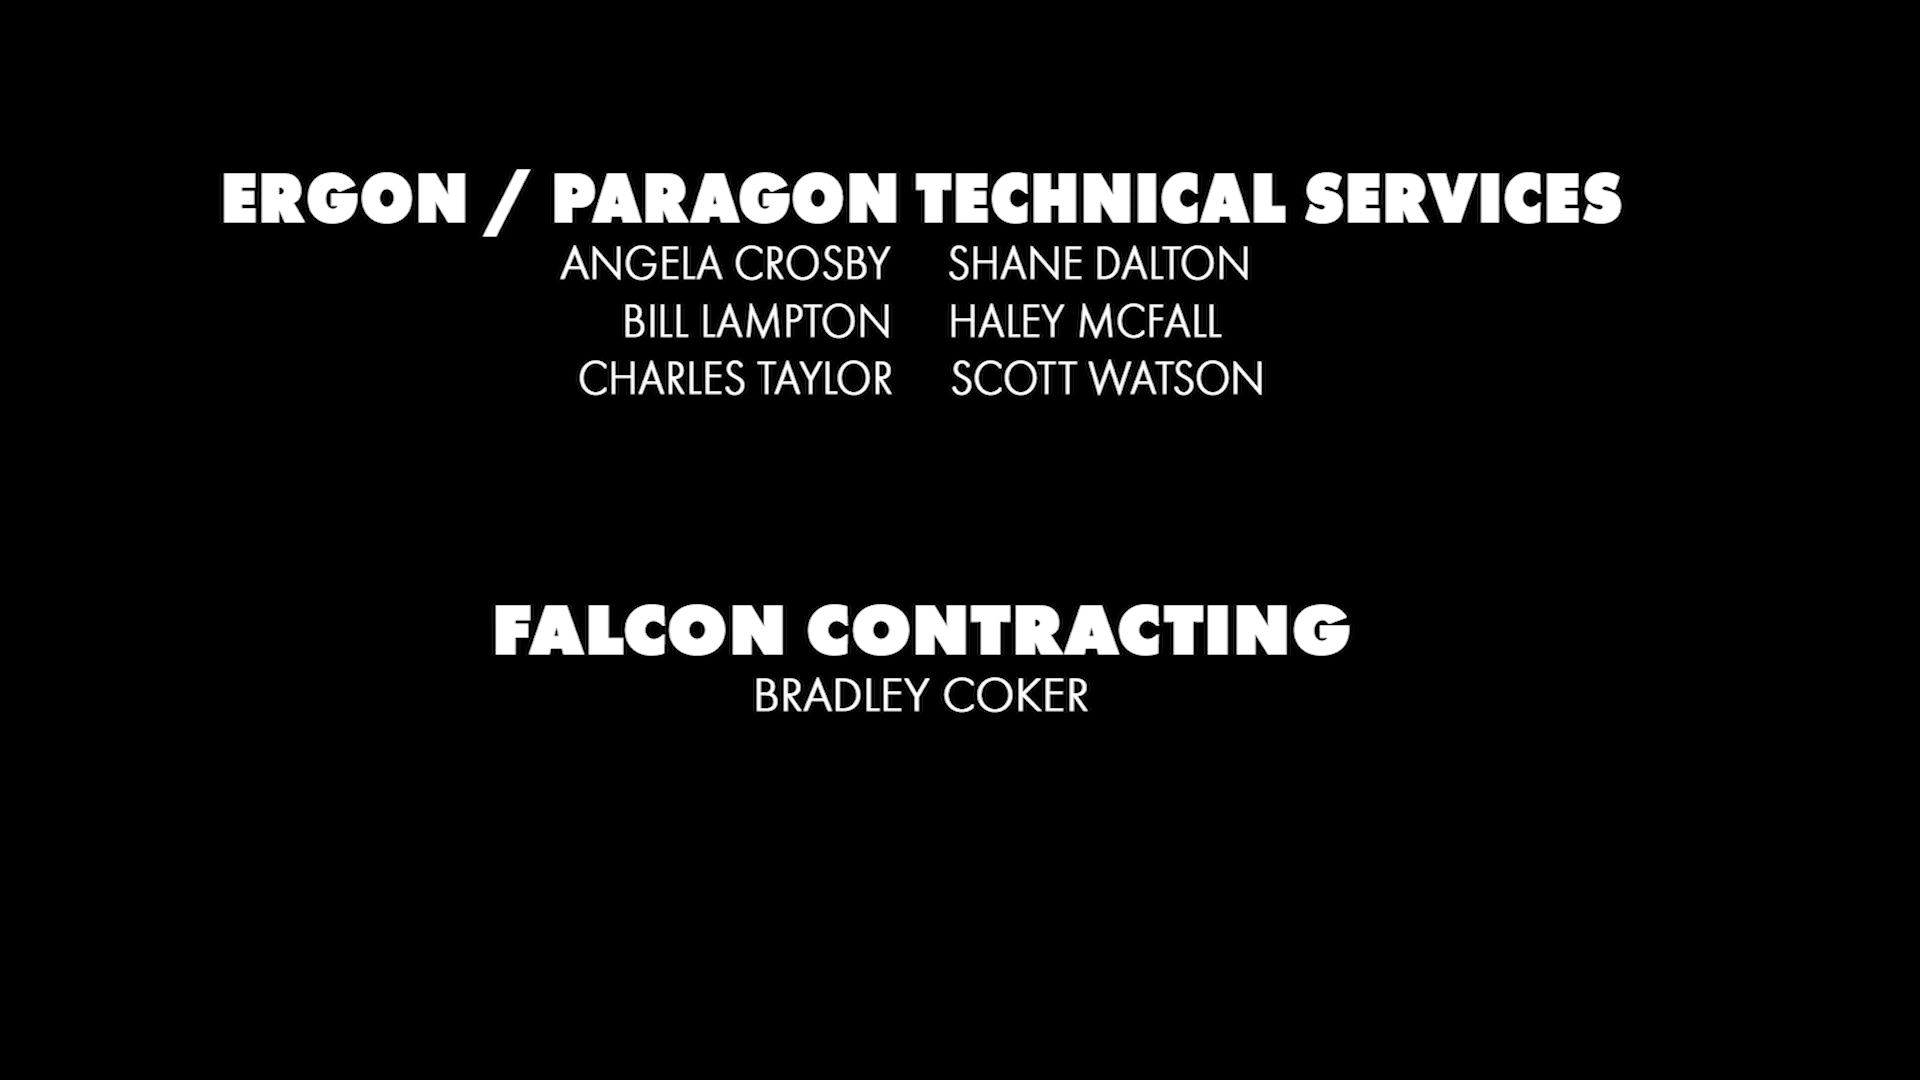 ERGON / PARAGON TECHNICAL SERVICES
ANGELA CROSBY SHANE DALTON
BILL LAMPTON HALEY MCFALL
CHARLES TAYLOR SCOTT WATSON
FALCON CONTRACTING
BRADLEY COKER